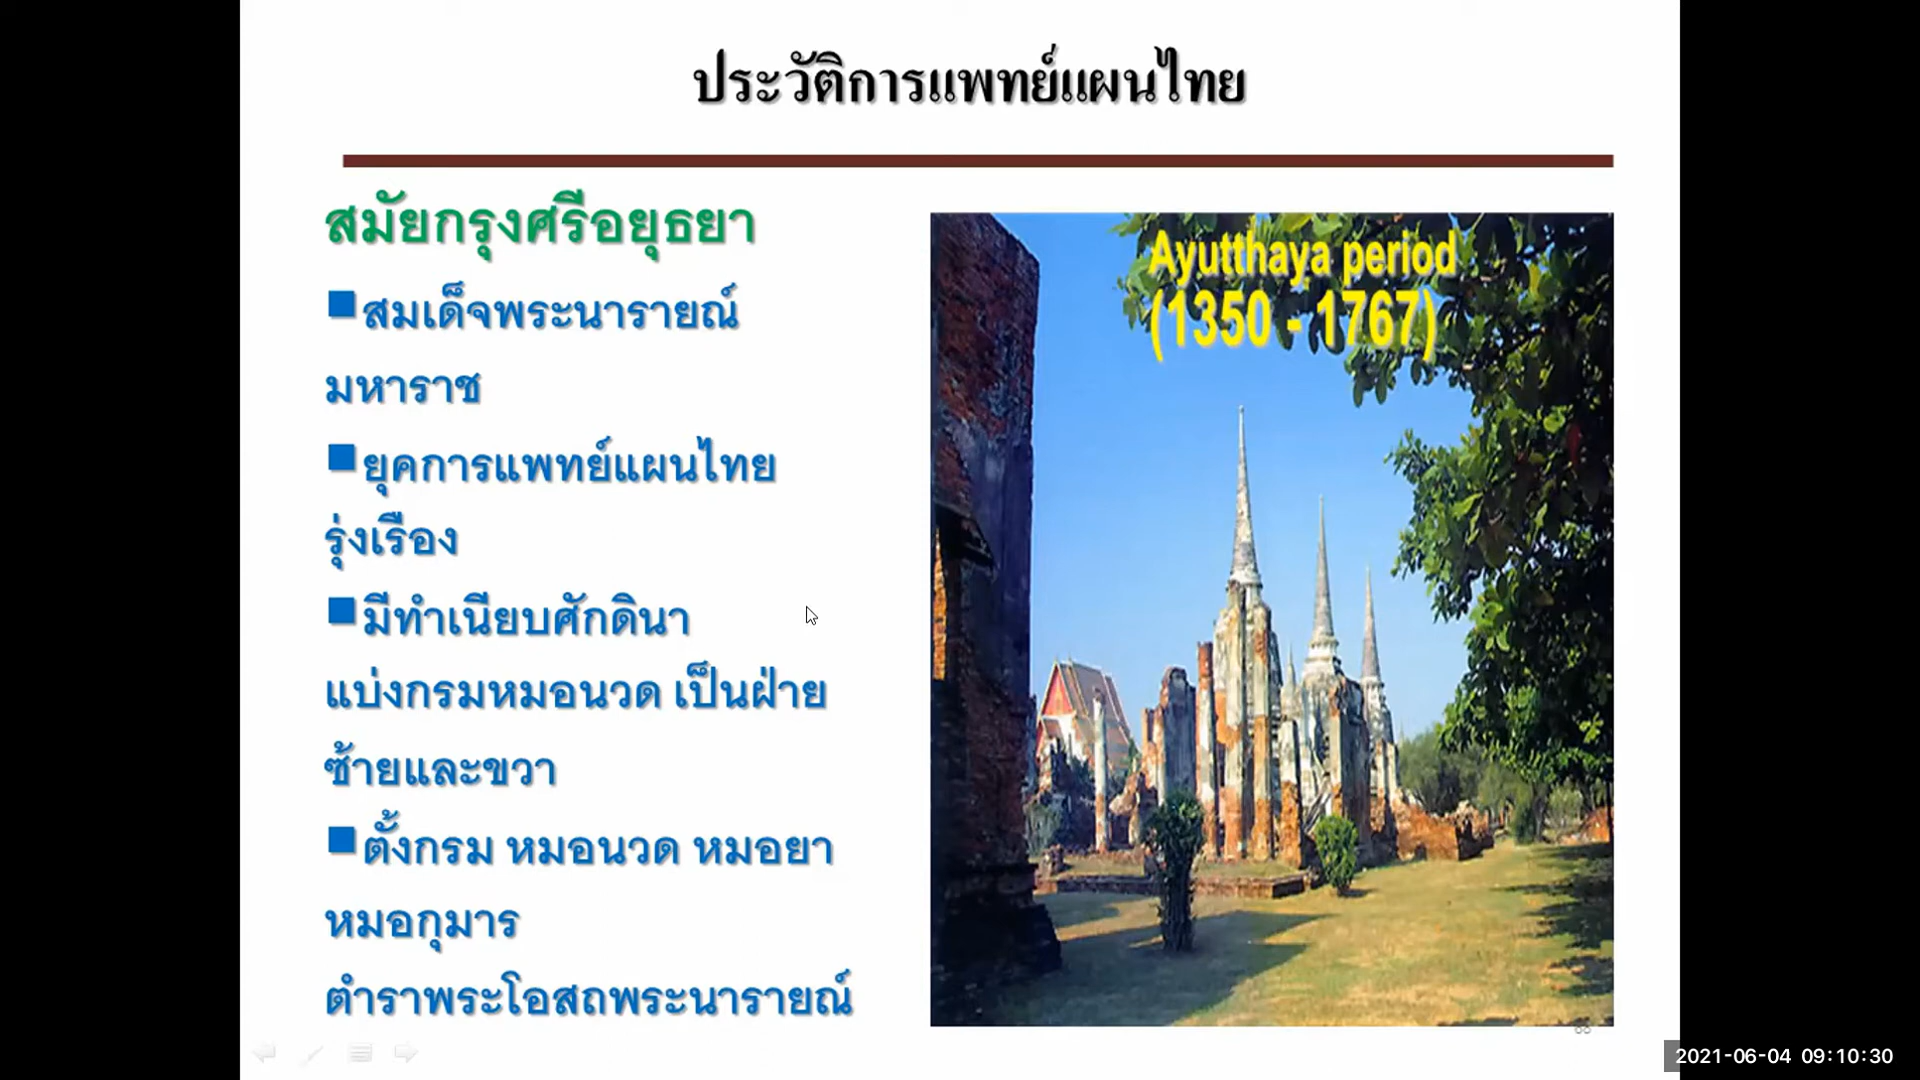 ประวัติการแพทย์แผนไทย
สมัยกรุงศรีอยุธยา
สมเด็จพระนารายณ์
มหาราช
ยุคการแพทย์แผนไทย
รุ่งเรือง
มีทำเนียบศักดินา
แบ่งกรมหมอนวด เป็นฝ่าย
ซ้ายและขวา
ตั้งกรม หมอนวด หมอยา
หมอกุมาร
ตำราพระโอสถพระนารายณ์
Ayutthaya period
(1350 - 1767)
2021-06-04 09:10:30